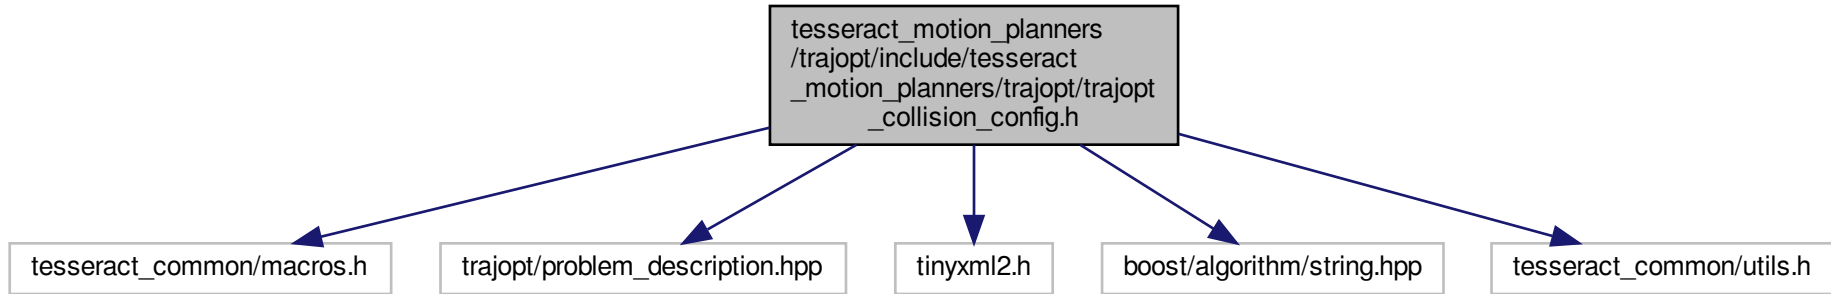 tesseract_motion_planners
/trajopt/include/tesseract
_motion_planners/trajopt/trajopt
_collision_config.h
tesseract_common/macros.h
trajopt/problem_description.hpp
tinyxml2.h
boost/algorithm/string.hpp
tesseract_common/utils.h